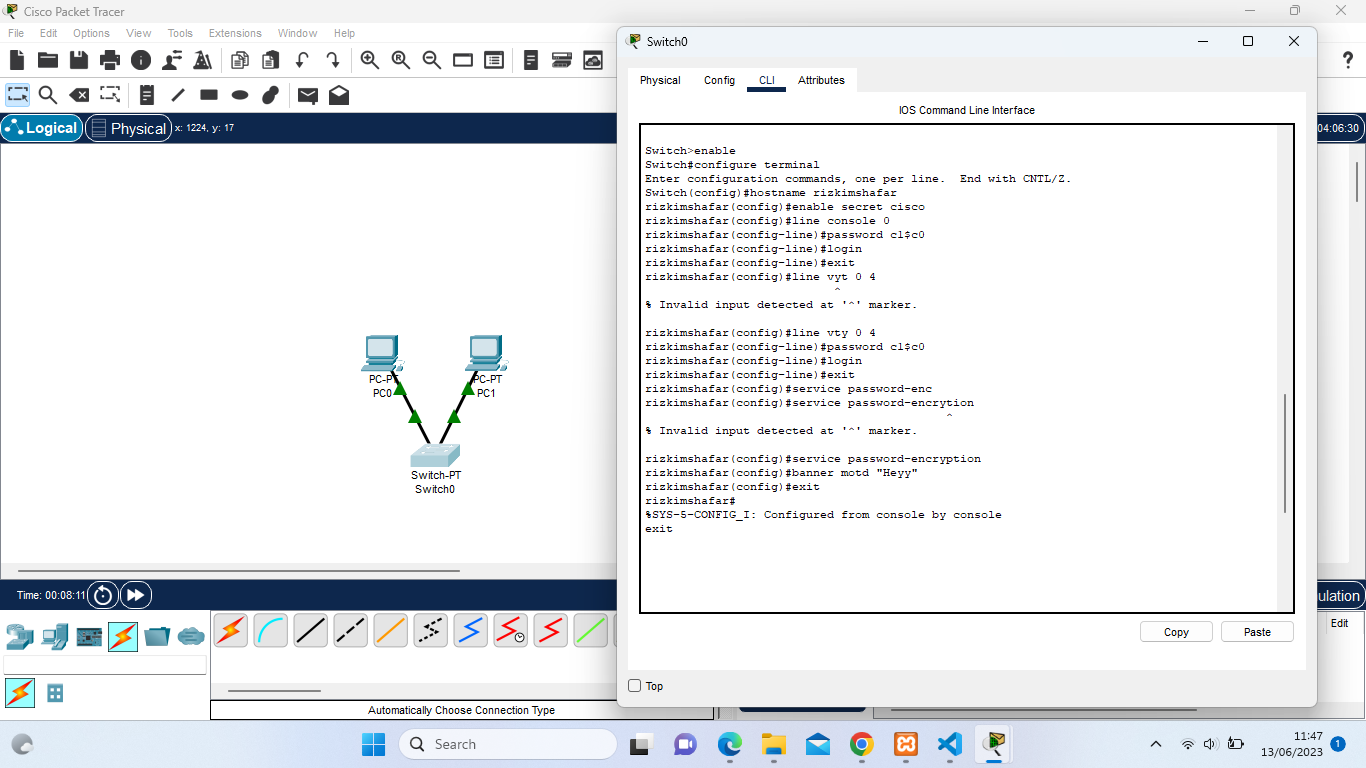 Cisco Packet Tracer
File Edit Options View Tools Extensions Window Help
Logical
Physical
x: 1224, y: 17
04:06:30
PC-PT
PC0
PC-PT
PC1
Switch-PT
Switch0
Time: 00:08:11
ulation
Edit
Automatically Choose Connection Type
Switch0
Physical Config CLI Attributes
IOS Command Line Interface
Switch>enable
Switch#configure terminal
Enter configuration commands, one per line. End with CNTL/Z.
Switch(config)#hostname rizkimshafar
rizkimshafar(config)#enable secret cisco
rizkimshafar(config)#line console 0
rizkimshafar(config-line)#password c1$c0
rizkimshafar(config-line)#login
rizkimshafar(config-line)#exit
rizkimshafar(config)#line vyt 0 4
^
% Invalid input detected at '^' marker.
rizkimshafar(config)#line vty 0 4
rizkimshafar(config-line)#password c1$c0
rizkimshafar(config-line)#login
rizkimshafar(config-line)#exit
rizkimshafar(config)#service password-enc
rizkimshafar(config)#service password-encrytion
^
% Invalid input detected at '^' marker.
rizkimshafar(config)#service password-encryption
rizkimshafar(config)#banner motd "Heyy"
rizkimshafar(config)#exit
rizkimshafar#
%SYS-5-CONFIG_I: Configured from console by console
exit
Copy
Paste
Top
Search
11:47
13/06/2023
1